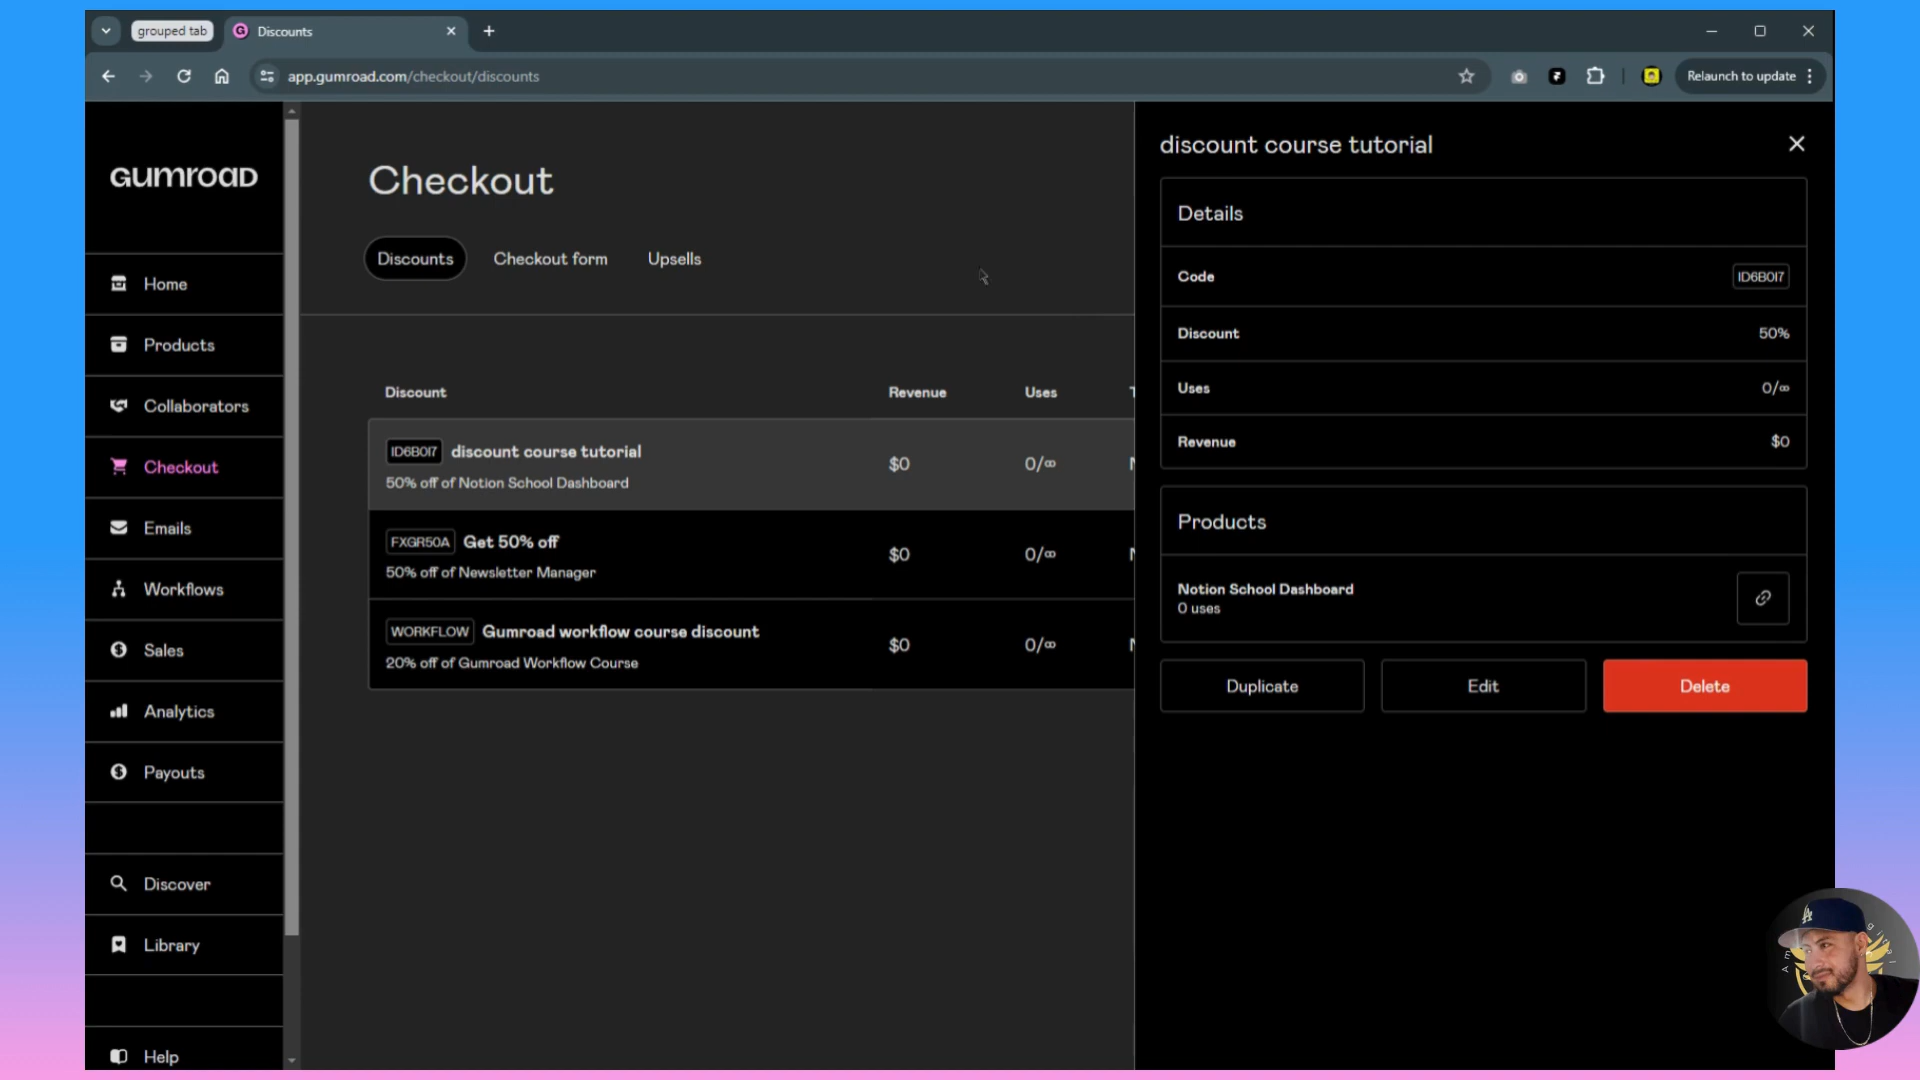 grouped tab
Discounts
app.gumroad.com/checkout/discounts
Relaunch to update
GUMROAD
Home
Products
Collaborators
Checkout
Emails
Workflows
Sales
Analytics
Payouts
Discover
Library
Help
Checkout
Discounts
Checkout form
Upsells
Discount Revenue Uses
ID6B0I7 discount course tutorial $0 0/∞
50% off of Notion School Dashboard
FXGR50A Get 50% off $0 0/∞
50% off of Newsletter Manager
WORKFLOW Gumroad workflow course discount $0 0/∞
20% off of Gumroad Workflow Course
discount course tutorial
Details
Code ID6B0I7
Discount 50%
Uses 0/∞
Revenue $0
Products
Notion School Dashboard
0 uses
Duplicate
Edit
Delete